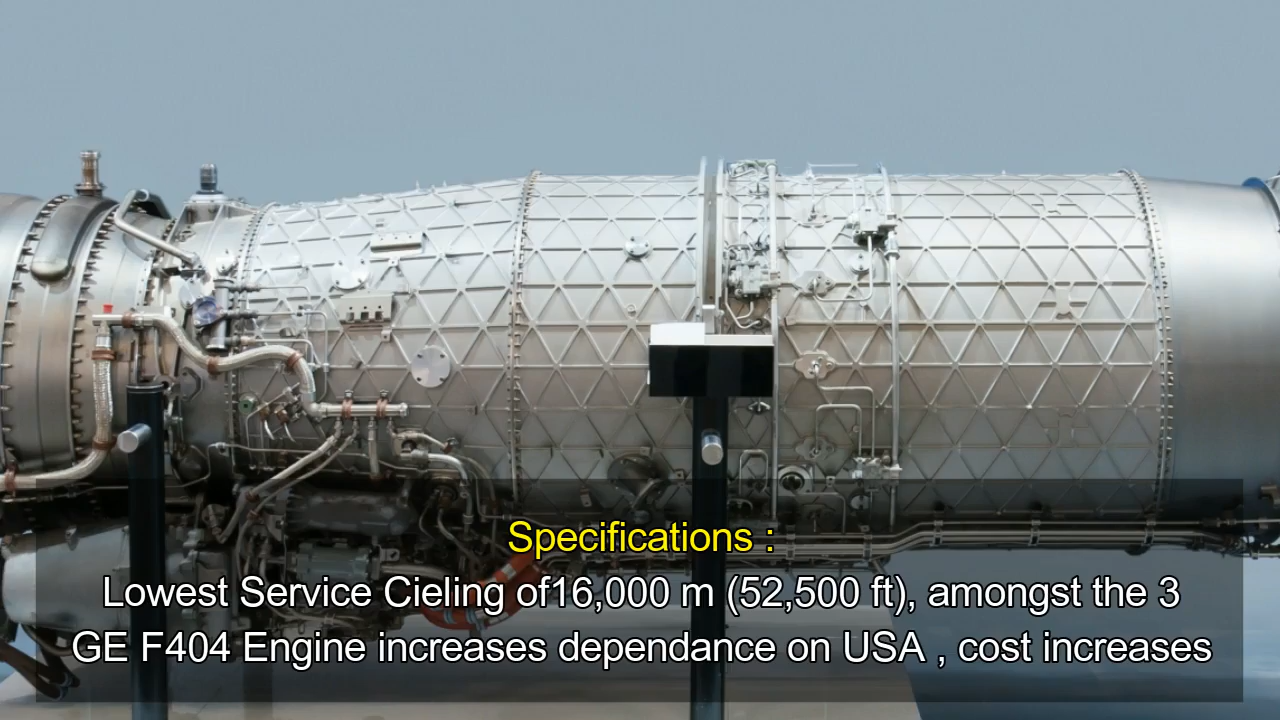 Specifications :
Lowest Service Cieling of16,000 m (52,500 ft), amongst the 3
GE F404 Engine increases dependance on USA , cost increases